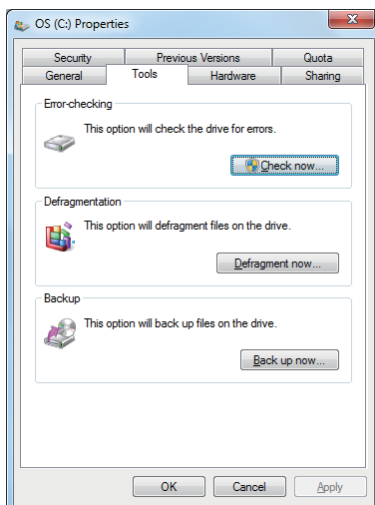 OS (C:) Properties
Security Previous Versions Quota
General Tools Hardware Sharing
Error-checking
This option will check the drive for errors.
Check now...
Defragmentation
This option will defragment files on the drive.
Defragment now...
Backup
This option will back up files on the drive.
Back up now...
OK Cancel Apply